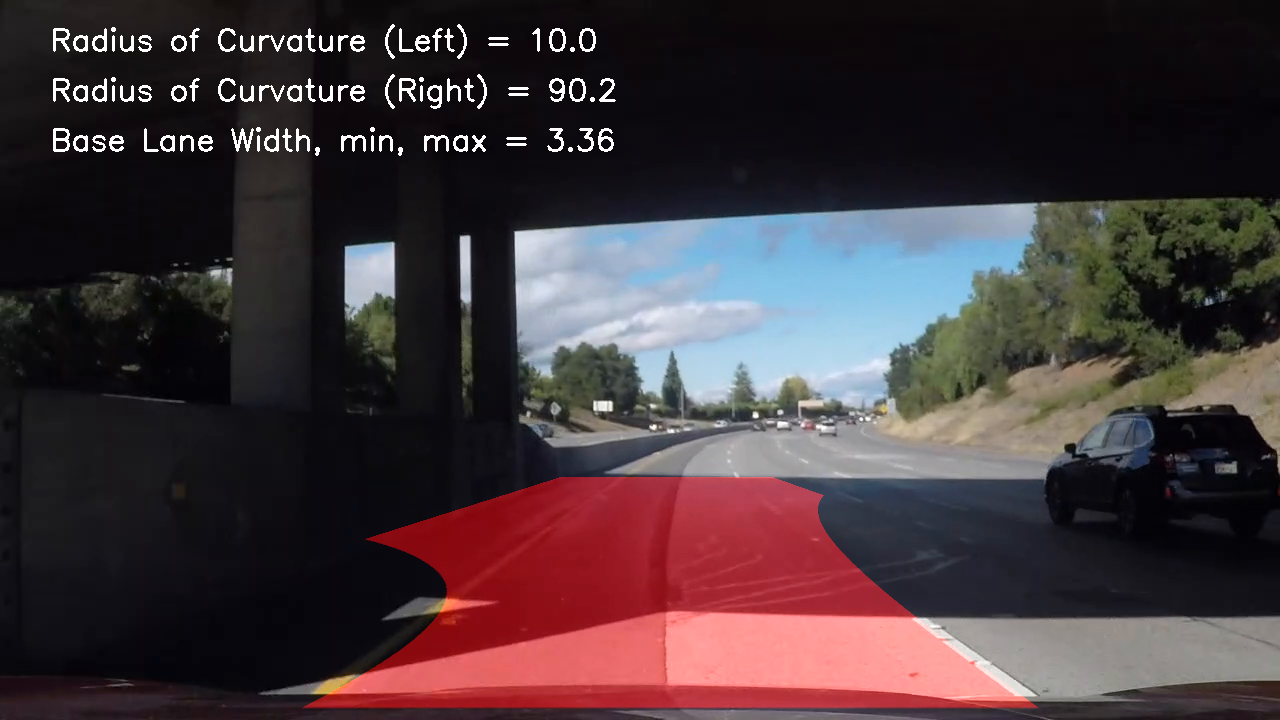 Radius of Curvature (Left) = 10.0
Radius of Curvature (Right) = 90.2
Base Lane Width, min, max = 3.36